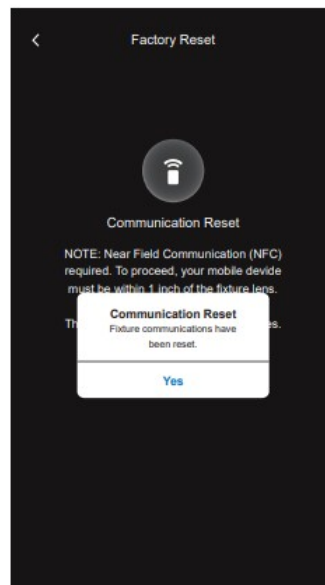 Factory Reset
Communication Reset
NOTE: Near Field Communication (NFC)
required. To proceed, your mobile devide
must be within 1 inch of the fixture lens.
Th
es.
Communication Reset
Fixture communications have
been reset.
Yes